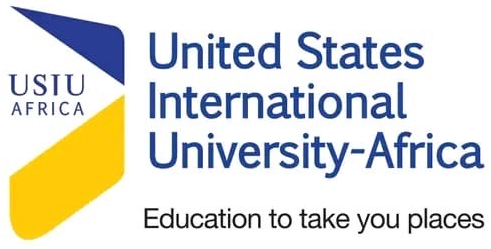 USIU
AFRICA
United States
International
University-Africa
Education to take you places